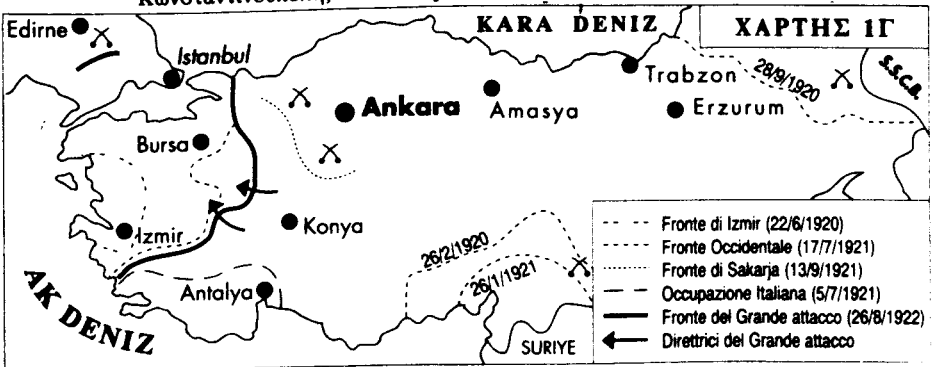 Edirne
Istanbul
KARA DENIZ
ΧΑΡΤΗΣ 1Γ
S.S.C.B.
28/9/1920
Trabzon
Ankara
Amasya
Erzurum
Bursa
Izmir
Konya
26/2/1920
26/1/1921
Antalya
AK DENIZ
SURIYE
Fronte di Izmir (22/6/1920)
Fronte Occidentale (17/7/1921)
Fronte di Sakarja (13/9/1921)
Occupazione Italiana (5/7/1921)
Fronte del Grande attacco (26/8/1922)
Direttrici del Grande attacco